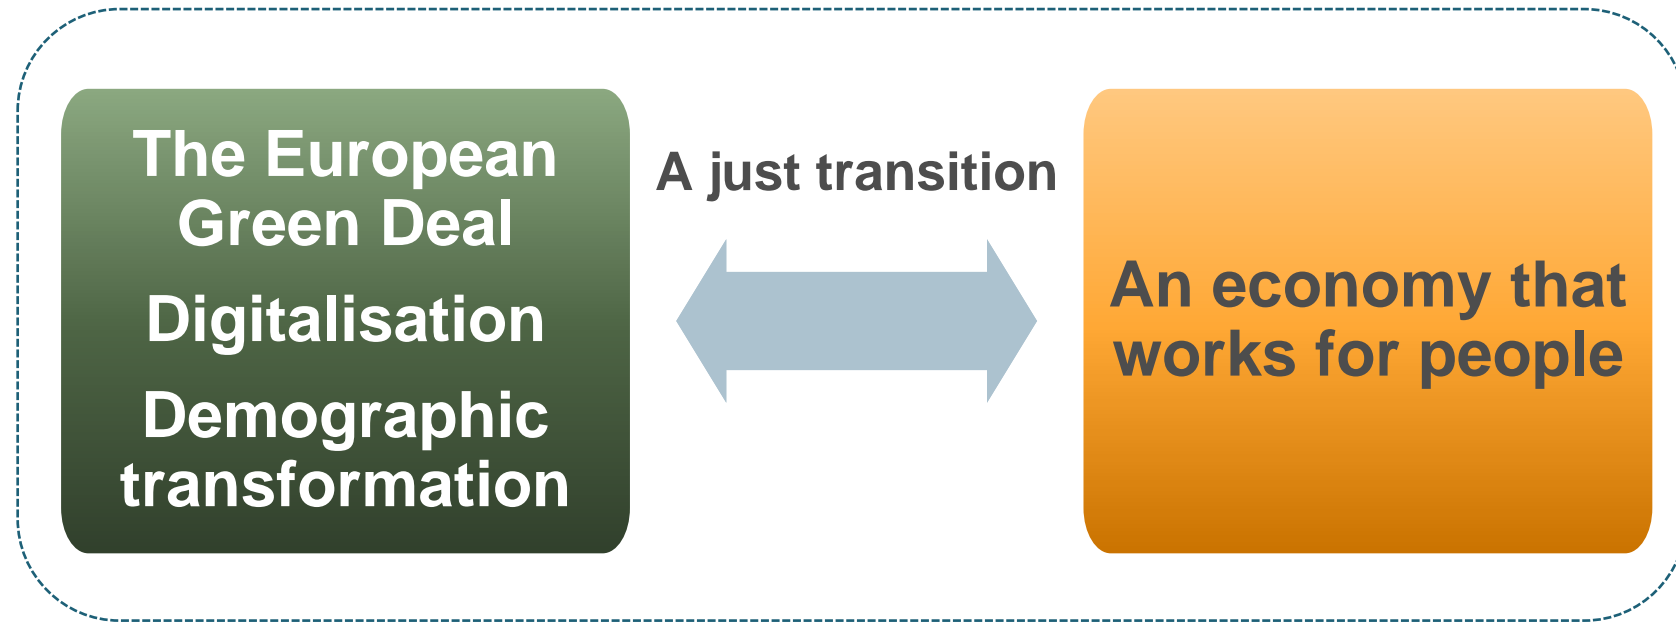 The European
Green Deal
Digitalisation
Demographic
transformation
A just transition
An economy that
works for people